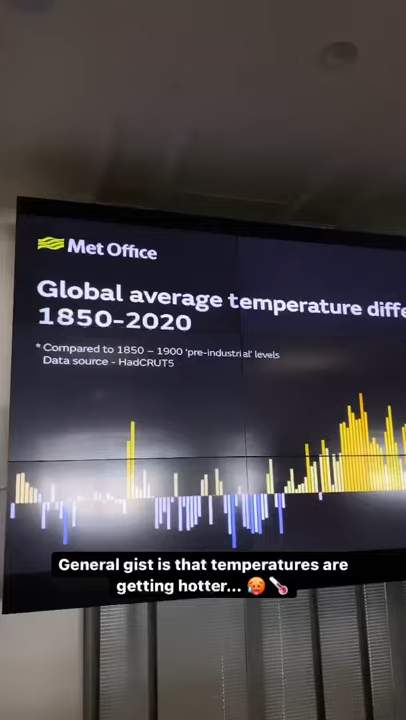 Met Office
Global average temperature diffe
1850-2020
* Compared to 1850 – 1900 'pre-industrial' levels
Data source - HadCRUT5
General gist is that temperatures are
getting hotter... 🥵🌡️